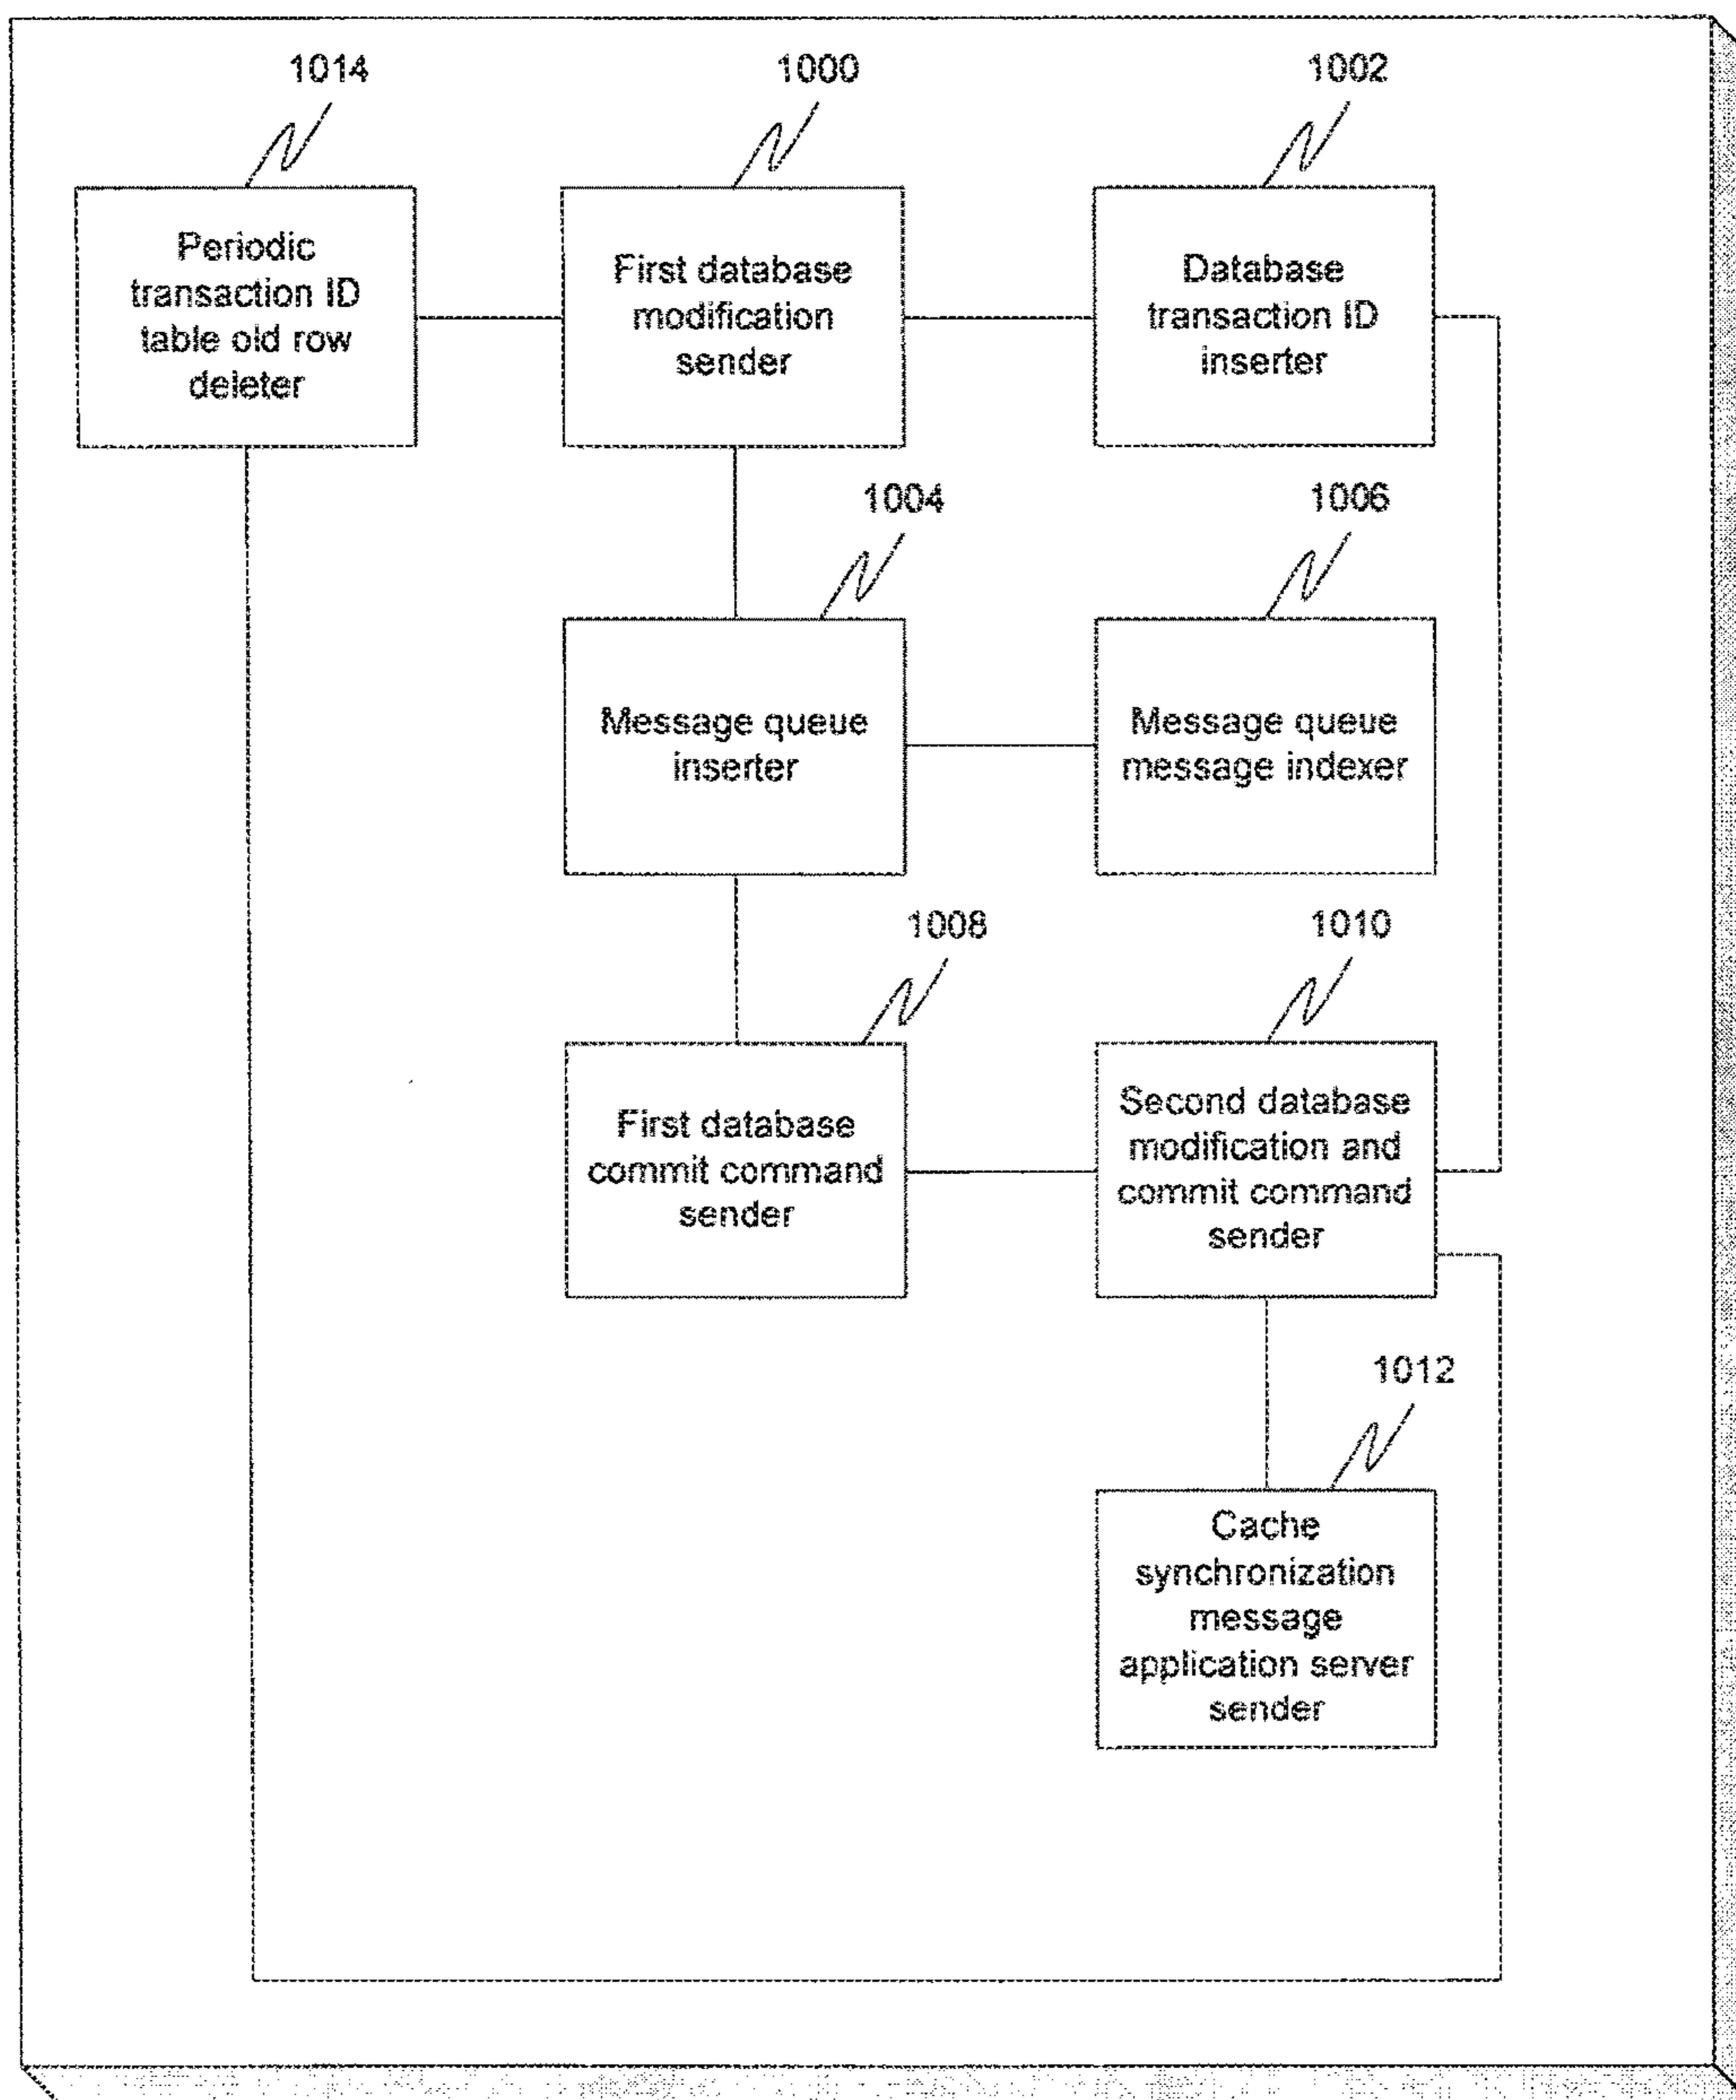 1014
1000
1002
Periodic
transaction ID
table old row
deleter
First database
modification
sender
Database
transaction ID
inserter
1004
1006
Message queue
inserter
Message queue
message indexer
1008
1010
First database
commit command
sender
Second database
modification and
commit command
sender
1012
Cache
synchronization
message
application server
sender